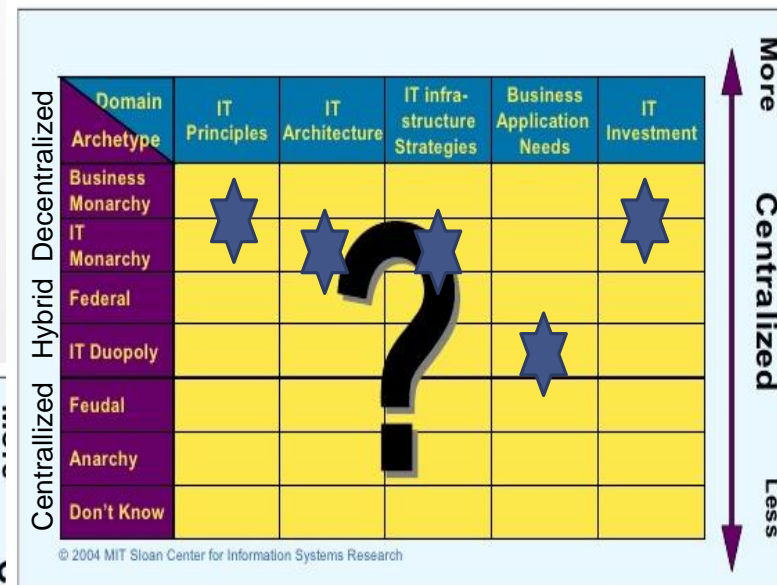 Domain
Archetype
IT
Principles
IT
Architecture
IT infra-
structure
Strategies
Business
Application
Needs
IT
Investment
Business
Monarchy
IT
Monarchy
Federal
IT Duopoly
Feudal
Anarchy
Don't Know
?
© 2004 MIT Sloan Center for Information Systems Research
Decentralized
Hybrid
Centrallized
More
Centralized
Less